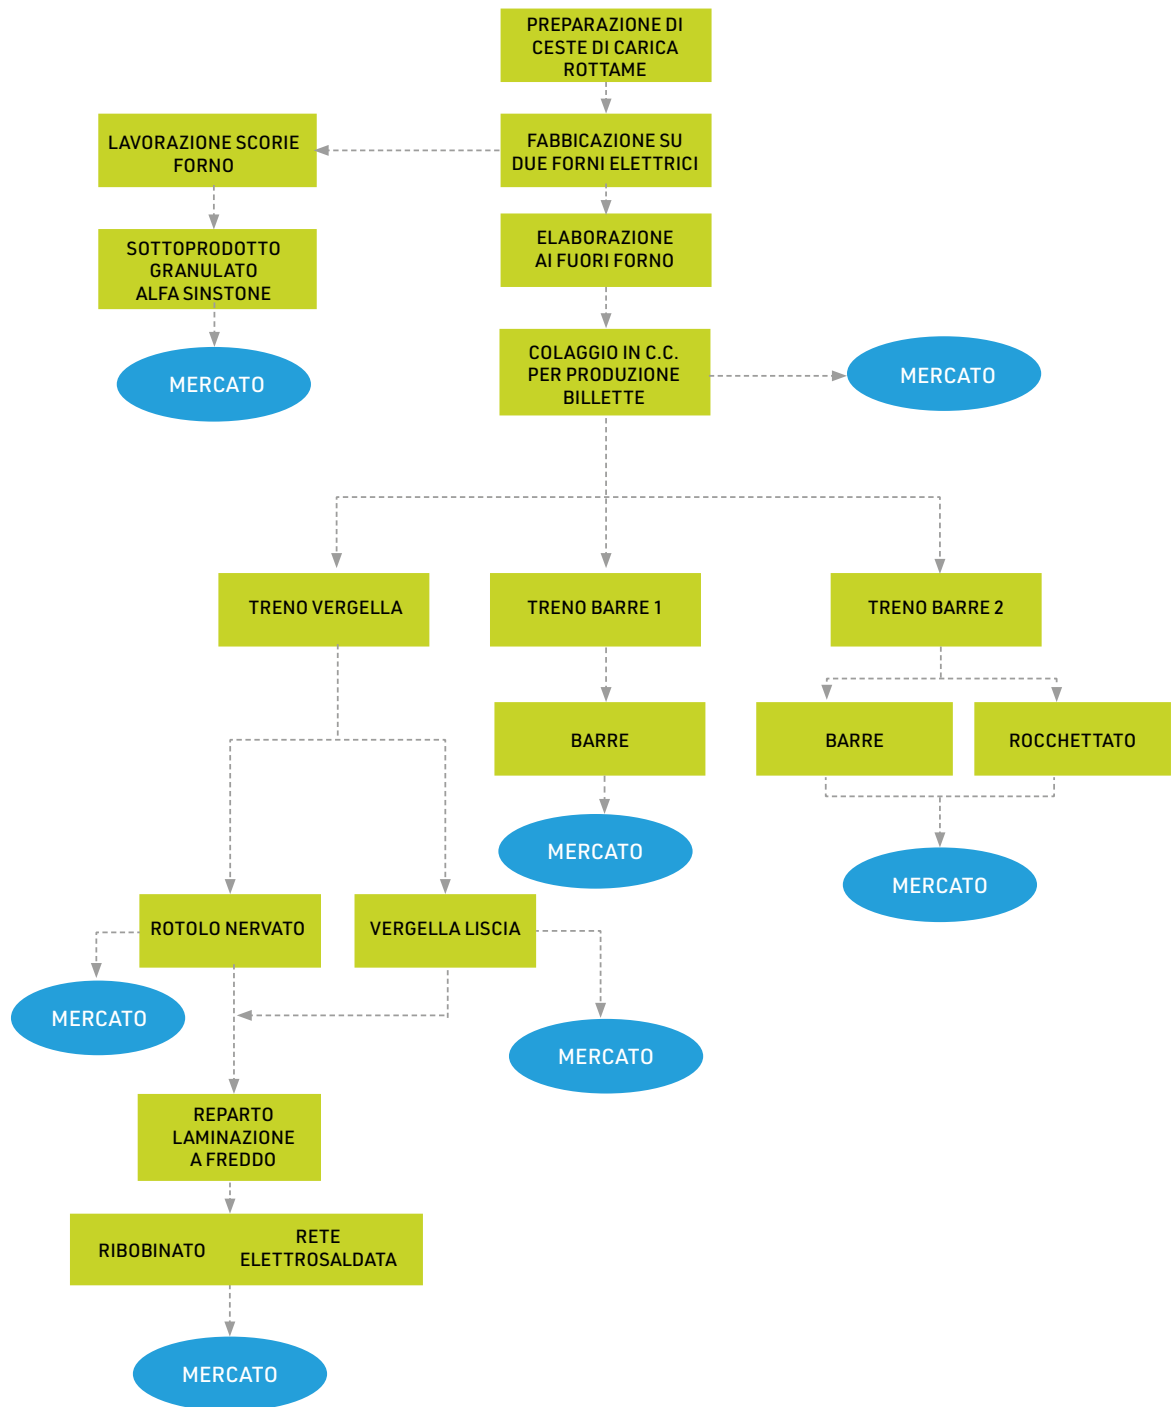 PREPARAZIONE DI
CESTE DI CARICA
ROTTAME
LAVORAZIONE SCORIE
FORNO
FABBICAZIONE SU
DUE FORNI ELETTRICI
SOTTOPRODOTTO
GRANULATO
ALFA SINSTONE
ELABORAZIONE
AI FUORI FORNO
MERCATO
COLAGGIO IN C.C.
PER PRODUZIONE
BILLETTE
MERCATO
TRENO VERGELLA
TRENO BARRE 1
TRENO BARRE 2
BARRE
BARRE
ROCCHETTATO
MERCATO
MERCATO
ROTOLO NERVATO
VERGELLA LISCIA
MERCATO
MERCATO
REPARTO
LAMINAZIONE
A FREDDO
RIBOBINATO
RETE
ELETTROSALDATA
MERCATO